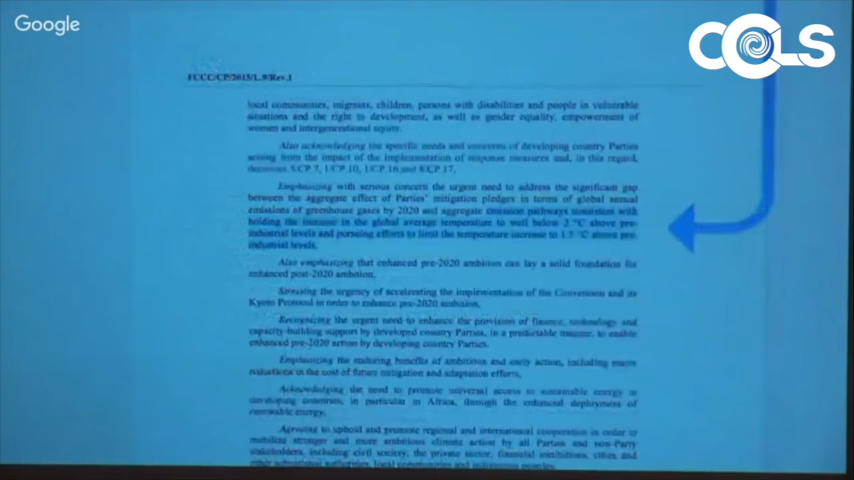 Google
CCLS
FCCC/CP/2015/L.9/Rev.1
local communities, migrants, children, persons with disabilities and people in vulnerable
situations and the right to development, as well as gender equality, empowerment of
women and intergenerational equity,
Also acknowledging the specific needs and concerns of developing country Parties
arising from the impact of the implementation of response measures and, in this regard,
decisions 5/CP.7, 1/CP.10, 1/CP.16 and 8/CP.17,
Emphasizing with serious concern the urgent need to address the significant gap
between the aggregate effect of Parties' mitigation pledges in terms of global annual
emissions of greenhouse gases by 2020 and aggregate emission pathways consistent with
holding the increase in the global average temperature to well below 2 °C above pre-
industrial levels and pursuing efforts to limit the temperature increase to 1.5 °C above pre-
industrial levels,
Also emphasizing that enhanced pre-2020 ambition can lay a solid foundation for
enhanced post-2020 ambition,
Stressing the urgency of accelerating the implementation of the Convention and its
Kyoto Protocol in order to enhance pre-2020 ambition,
Recognizing the urgent need to enhance the provision of finance, technology and
capacity-building support by developed country Parties, in a predictable manner, to enable
enhanced pre-2020 action by developing country Parties,
Emphasizing the enduring benefits of ambitious and early action, including major
reductions in the cost of future mitigation and adaptation efforts,
Acknowledging the need to promote universal access to sustainable energy in
developing countries, in particular in Africa, through the enhanced deployment of
renewable energy,
Agreeing to uphold and promote regional and international cooperation in order to
mobilize stronger and more ambitious climate action by all Parties and non-Party
stakeholders, including civil society, the private sector, financial institutions, cities and
other subnational authorities, local communities and indigenous peoples,